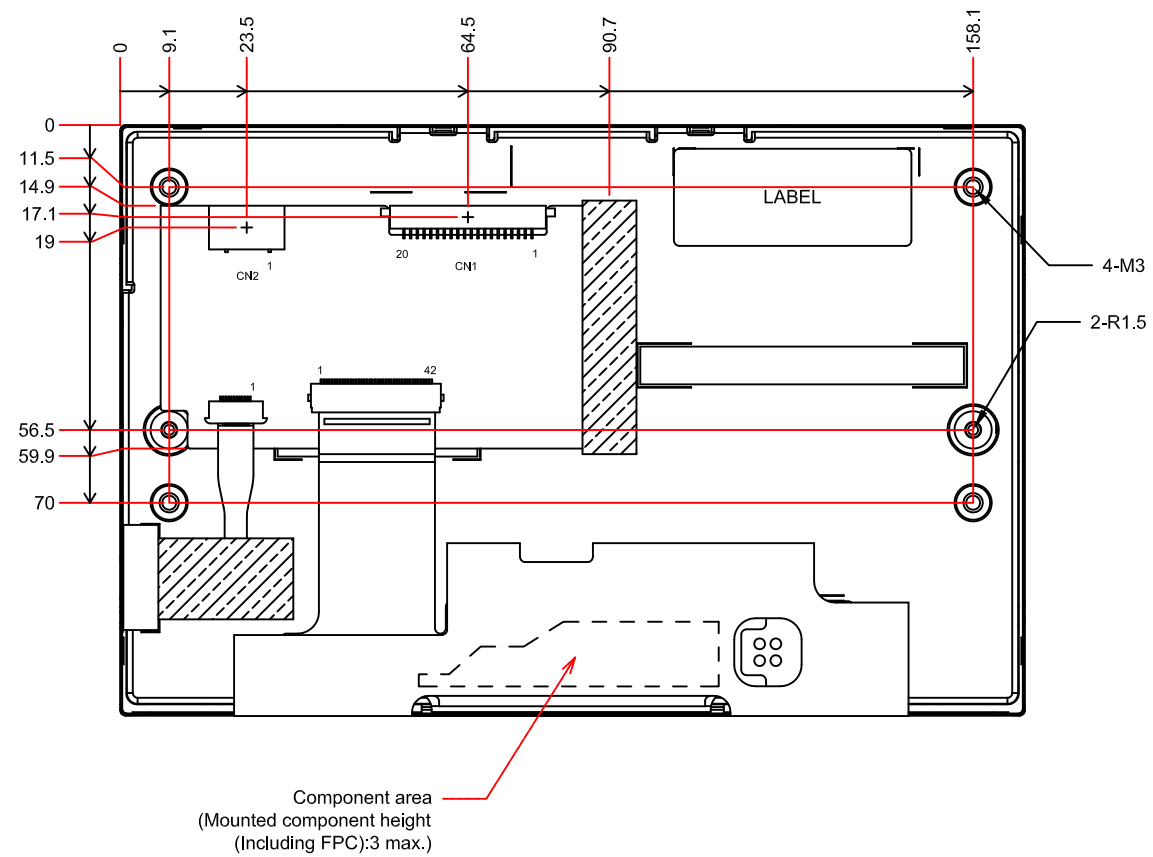 0
9.1
23.5
64.5
90.7
158.1
0
11.5
14.9
17.1
19
LABEL
20
CN1
1
CN2
1
4-M3
2-R1.5
1
1
42
56.5
59.9
70
Component area
(Mounted component height
(Including FPC):3 max.)